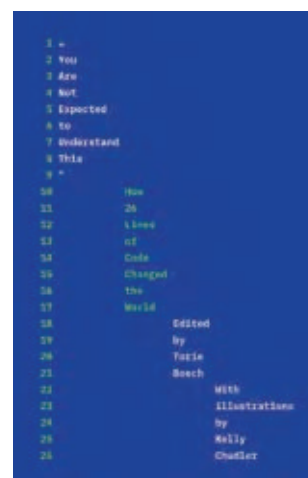 1 "
2 You
3 Are
4 Not
5 Expected
6 to
7 Understand
8 This
9 "
10 How
11 26
12 Lines
13 of
14 Code
15 Changed
16 the
17 World
18 Edited
19 by
20 Torie
21 Bosch
22 With
23 illustrations
24 by
25 Kelly
26 Chudler